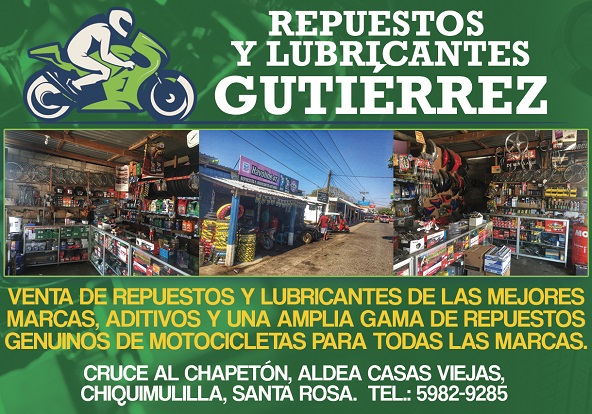 REPUESTOS
Y LUBRICANTES
GUTIÉRREZ
VENTA DE REPUESTOS Y LUBRICANTES DE LAS MEJORES
MARCAS, ADITIVOS Y UNA AMPLIA GAMA DE REPUESTOS
GENUINOS DE MOTOCICLETAS PARA TODAS LAS MARCAS.
CRUCE AL CHAPETÓN, ALDEA CASAS VIEJAS,
CHIQUIMULILLA, SANTA ROSA. TEL.: 5982-9285